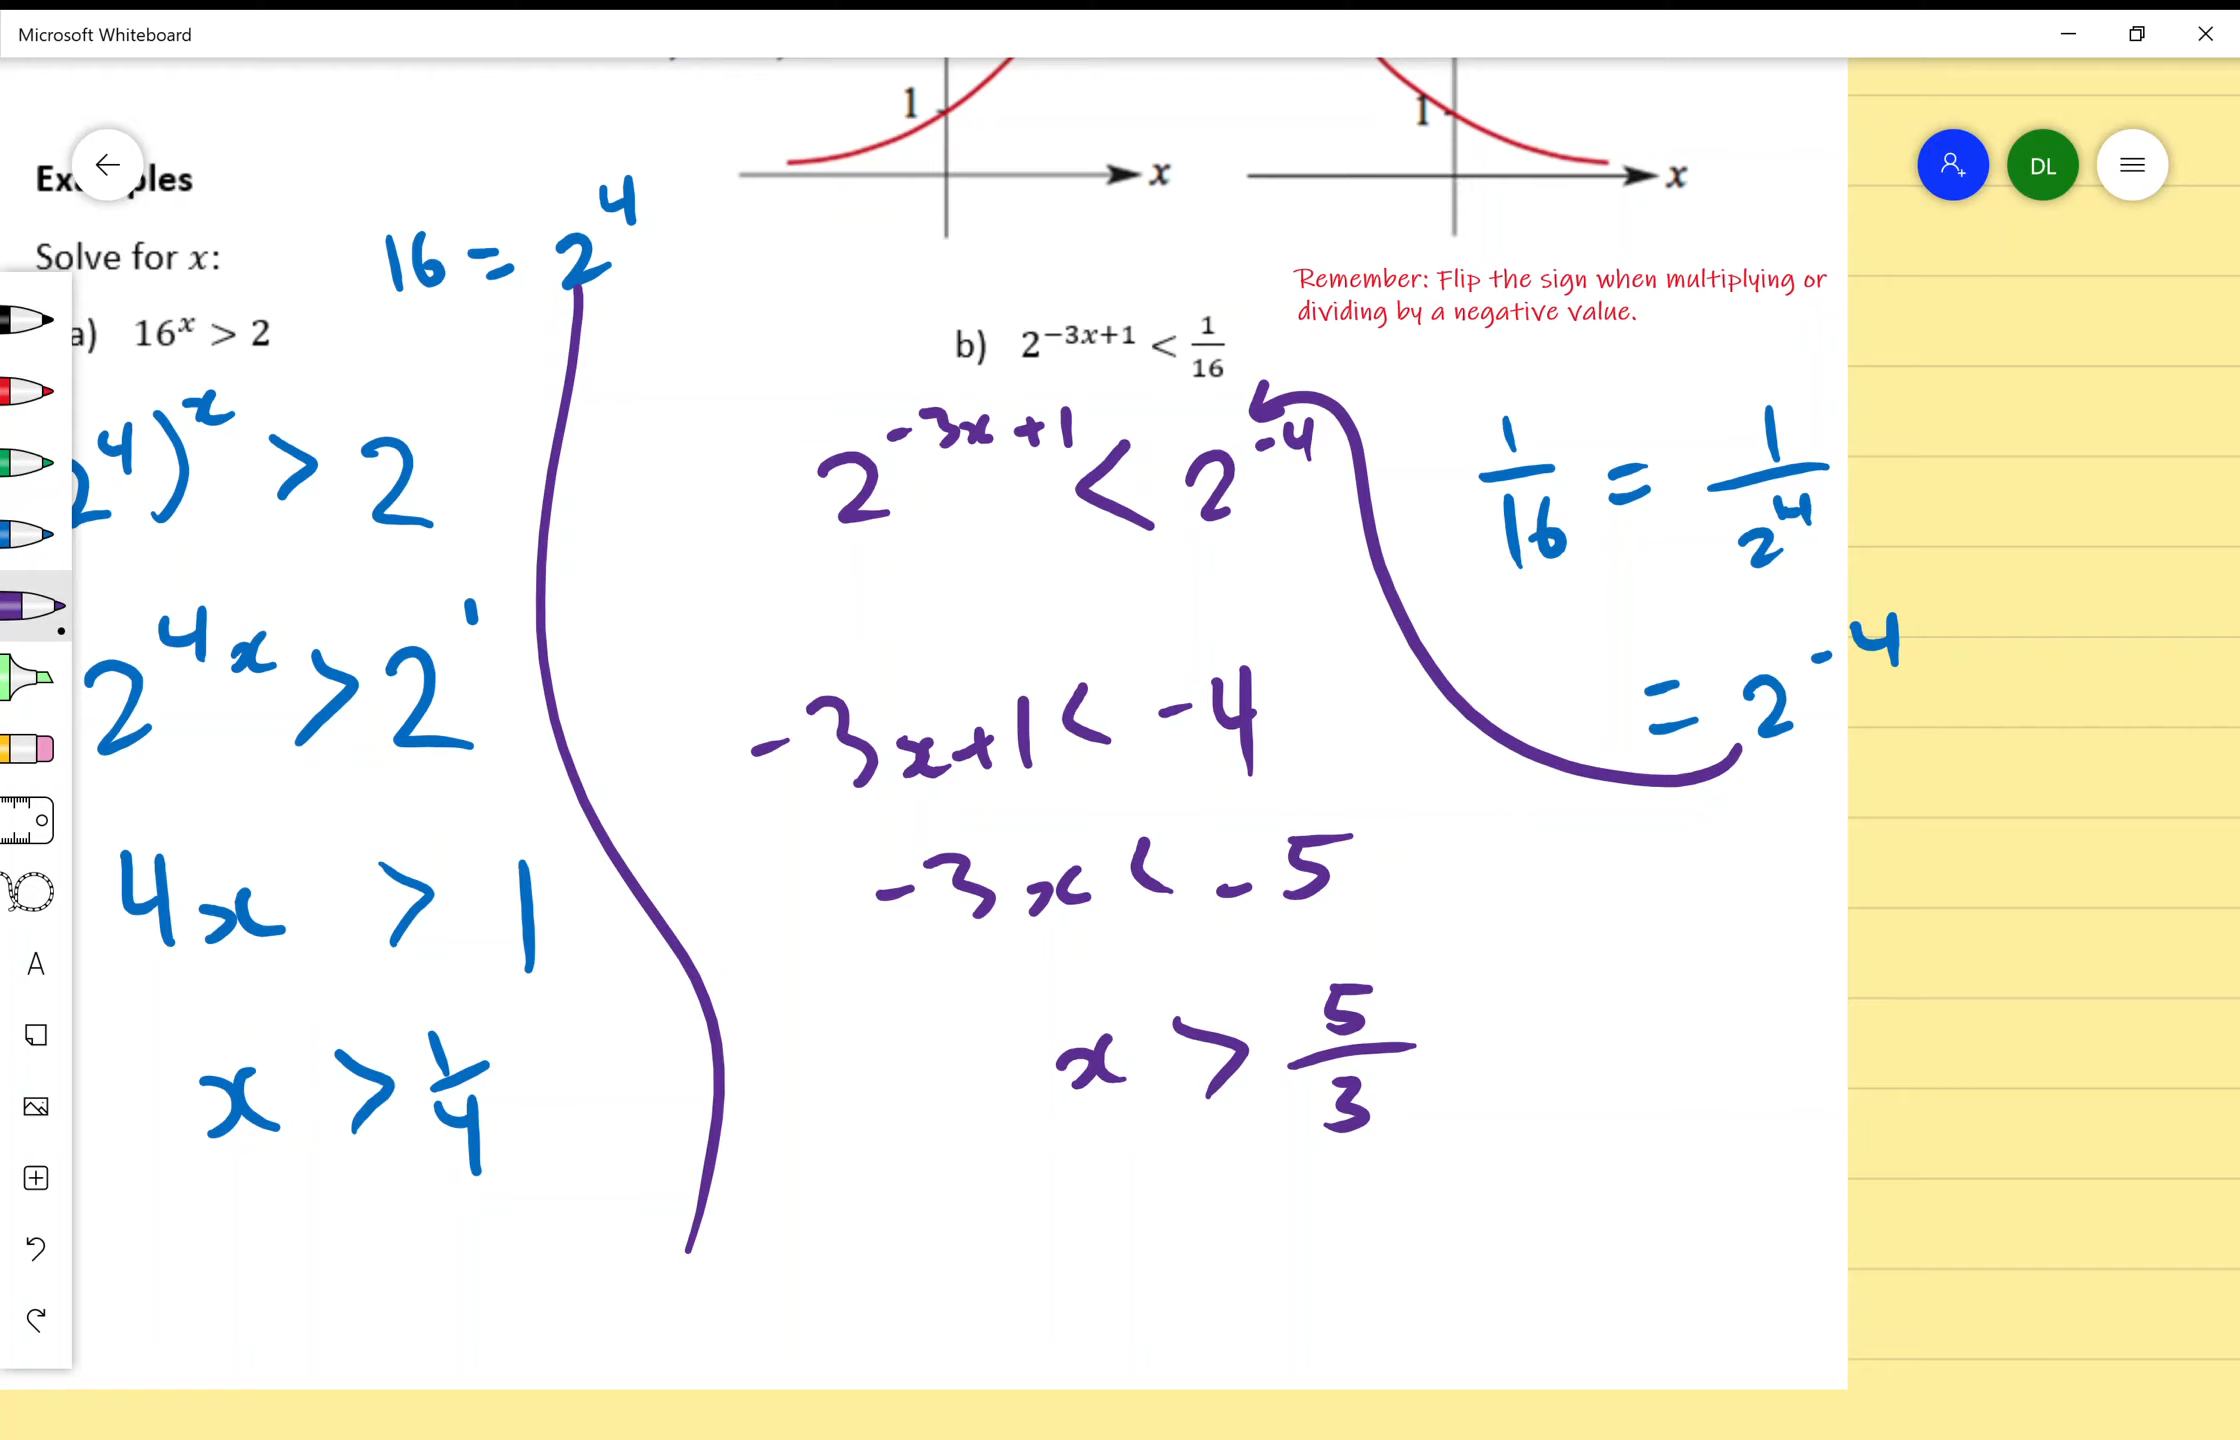 Microsoft Whiteboard
1
x
1
x
DL
Solve for x:
16 = 2^4
Remember: Flip the sign when multiplying or
dividing by a negative value.
a) 16^x > 2
b) 2^{-3x+1} < 1/16
4)^x > 2
2^{4x} > 2^1
4x > 1
x > 1/4
2^{-3x+1} < 2^{-4}
-3x+1 < -4
-3x < -5
x > 5/3
1/16 = 1/2^4
= 2^{-4}
A